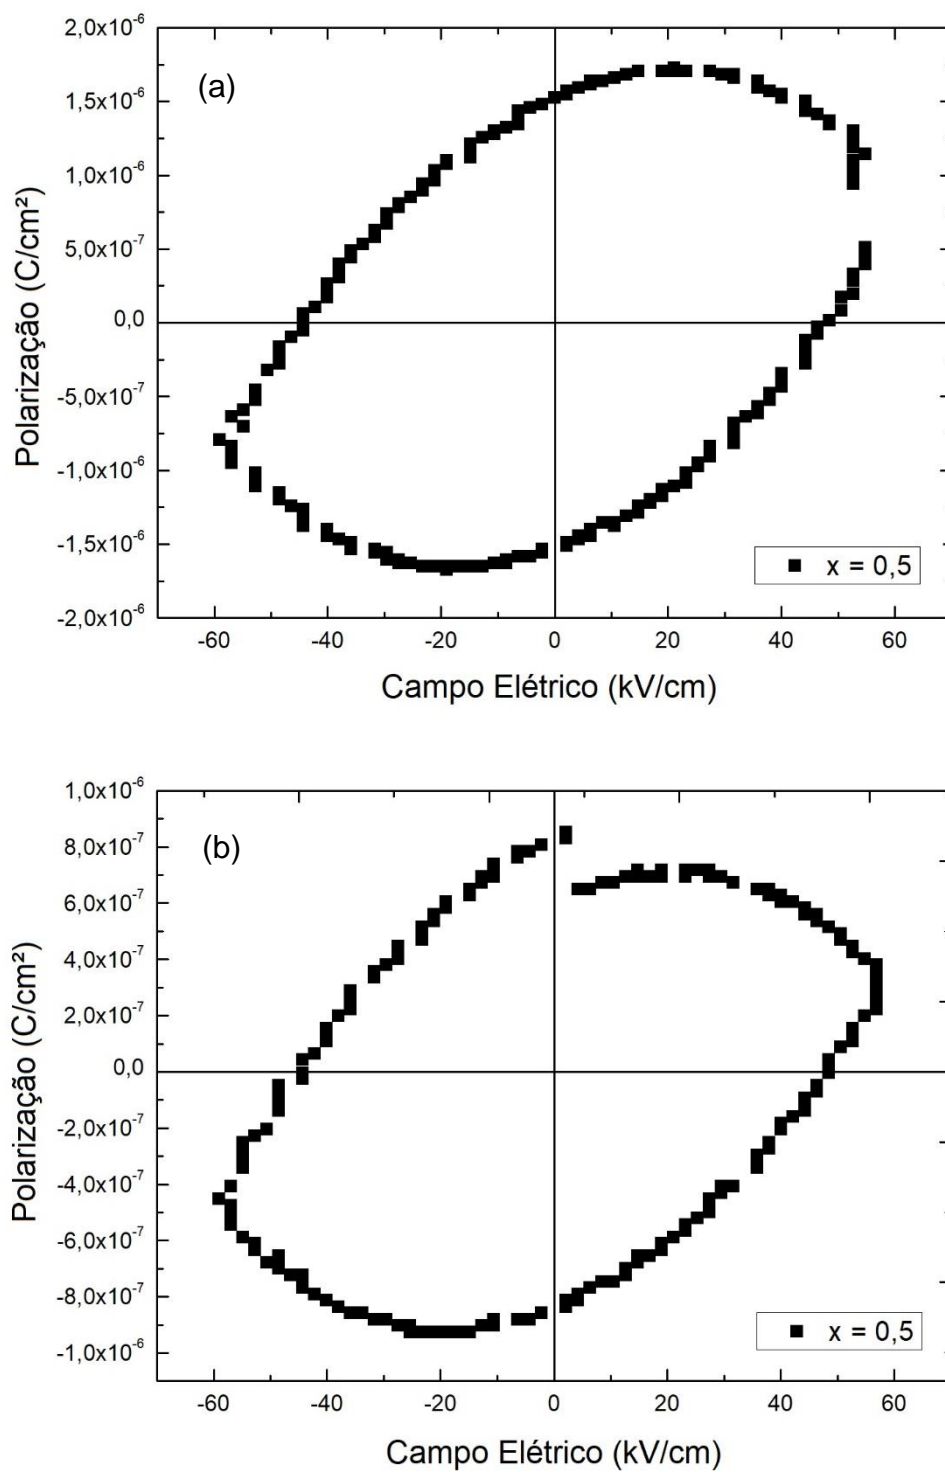 (a)
Polarização (C/cm²)
2,0x10⁻⁶
1,5x10⁻⁶
1,0x10⁻⁶
5,0x10⁻⁷
0,0
-5,0x10⁻⁷
-1,0x10⁻⁶
-1,5x10⁻⁶
-2,0x10⁻⁶
x = 0,5
-60 -40 -20 0 20 40 60
Campo Elétrico (kV/cm)
(b)
Polarização (C/cm²)
1,0x10⁻⁶
8,0x10⁻⁷
6,0x10⁻⁷
4,0x10⁻⁷
2,0x10⁻⁷
0,0
-2,0x10⁻⁷
-4,0x10⁻⁷
-6,0x10⁻⁷
-8,0x10⁻⁷
-1,0x10⁻⁶
x = 0,5
-60 -40 -20 0 20 40 60
Campo Elétrico (kV/cm)